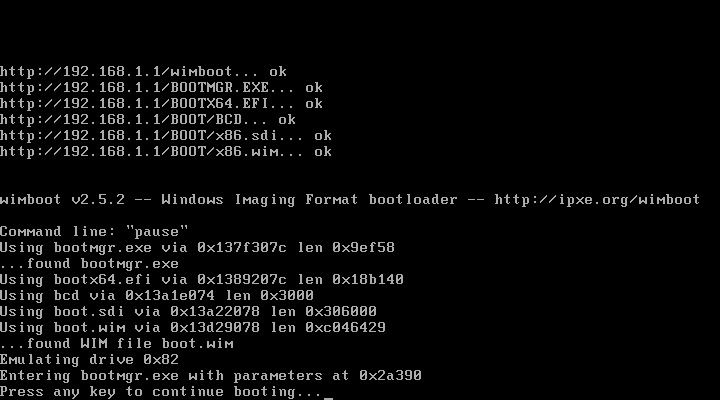 http://192.168.1.1/wimboot... ok
http://192.168.1.1/BOOTMGR.EXE... ok
http://192.168.1.1/BOOTX64.EFI... ok
http://192.168.1.1/BOOT/BCD... ok
http://192.168.1.1/BOOT/x86.sdi... ok
http://192.168.1.1/BOOT/x86.wim... ok
wimboot v2.5.2 -- Windows Imaging Format bootloader -- http://ipxe.org/wimboot
Command line: "pause"
Using bootmgr.exe via 0x137f307c len 0x9ef58
...found bootmgr.exe
Using bootx64.efi via 0x1389207c len 0x18b140
Using bcd via 0x13a1e074 len 0x3000
Using boot.sdi via 0x13a22078 len 0x306000
Using boot.wim via 0x13d29078 len 0xc046429
...found WIM file boot.wim
Emulating drive 0x82
Entering bootmgr.exe with parameters at 0x2a390
Press any key to continue booting..._